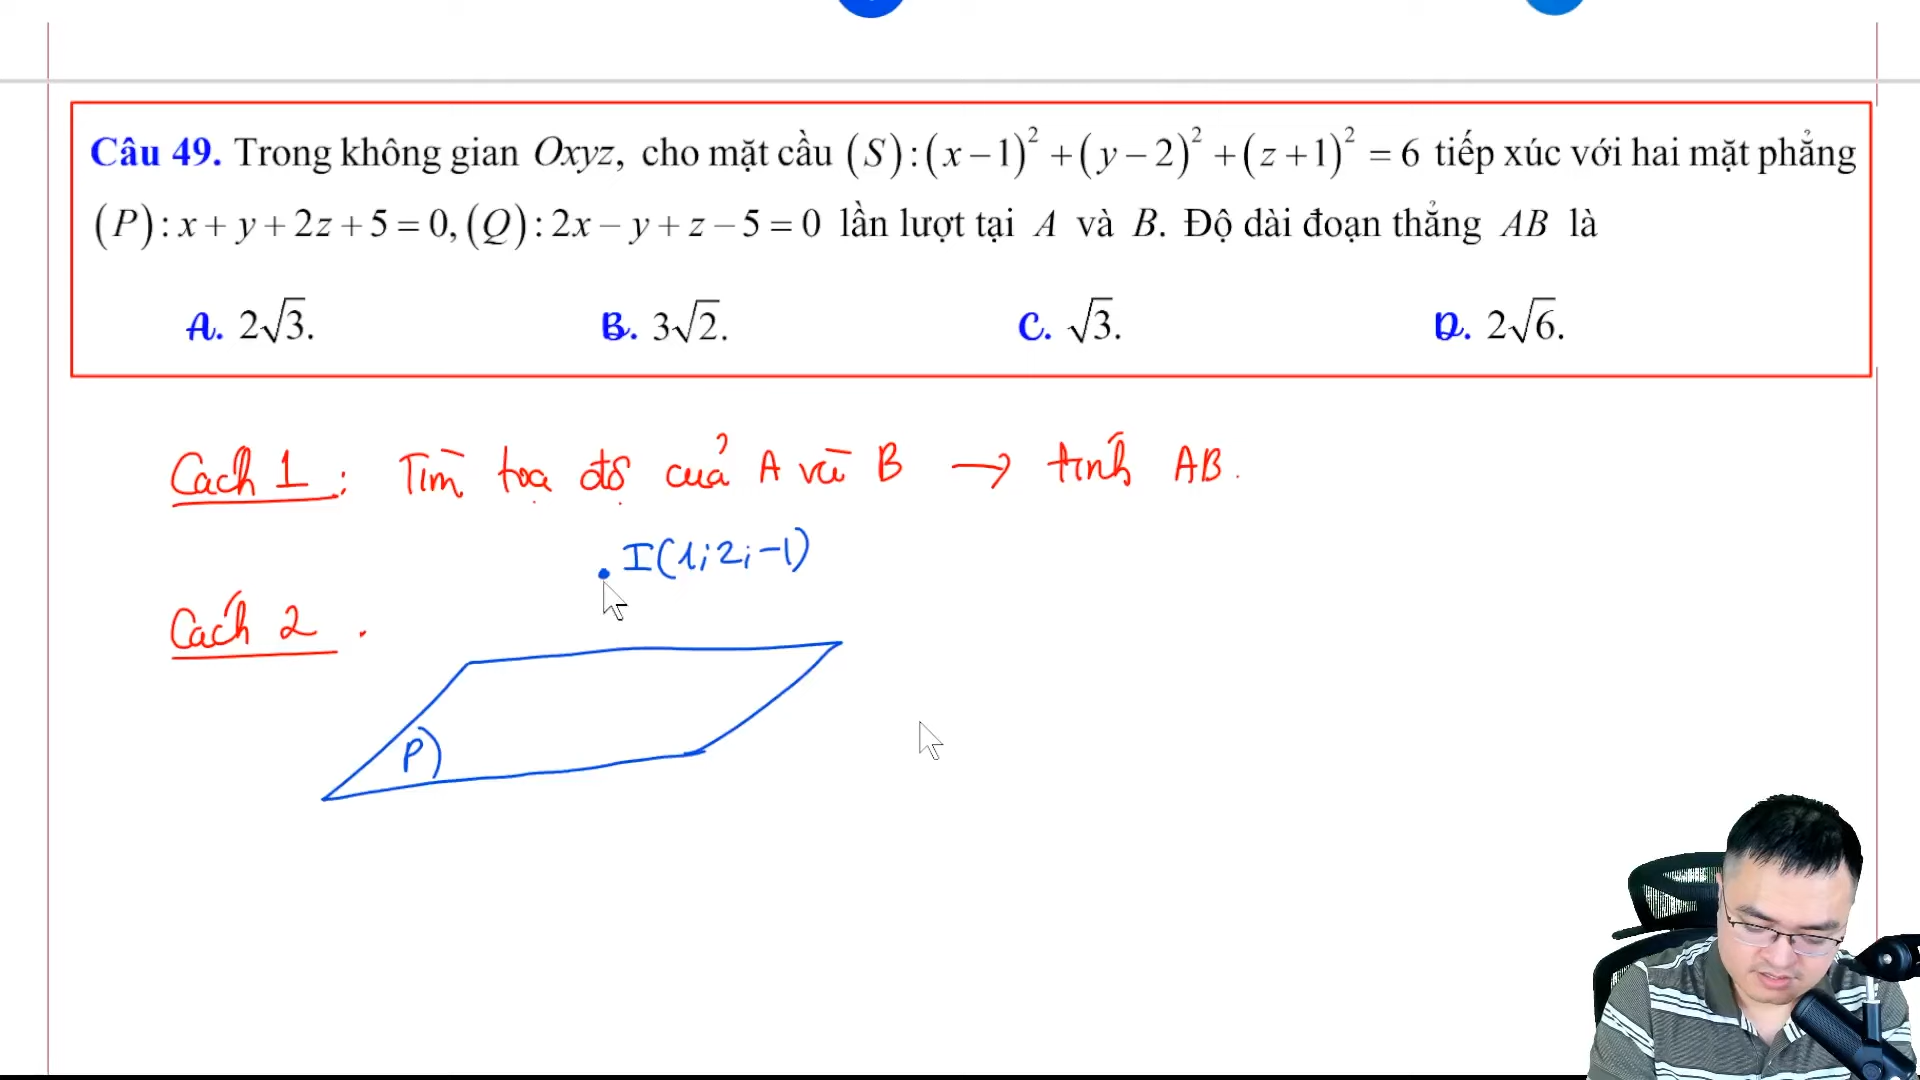 Câu 49. Trong không gian Oxyz, cho mặt cầu (S):(x−1)²+(y−2)²+(z+1)²=6 tiếp xúc với hai mặt phẳng
(P):x+y+2z+5=0,(Q):2x−y+z−5=0 lần lượt tại A và B. Độ dài đoạn thẳng AB là
A. 2√3. B. 3√2. C. √3. D. 2√6.
Cách 1: Tìm toạ độ của A và B → tính AB.
I(1;2;-1)
Cách 2.
P)